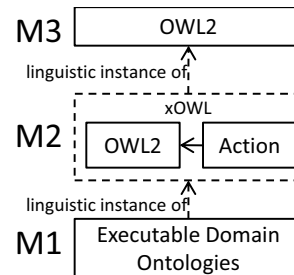 M3 OWL2
linguistic instance of
xOWL
M2 OWL2 Action
linguistic instance of
M1 Executable Domain
Ontologies